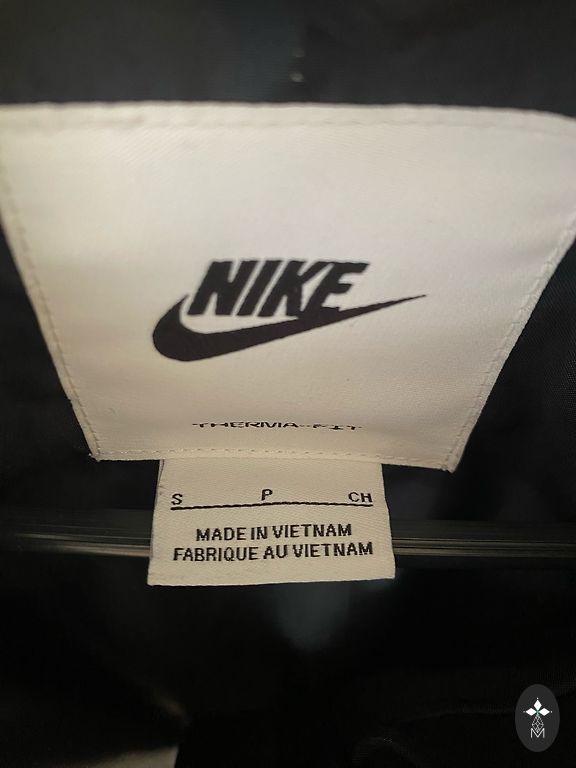 NIKE
THERMA-FIT
S P CH
MADE IN VIETNAM
FABRIQUE AU VIETNAM
M